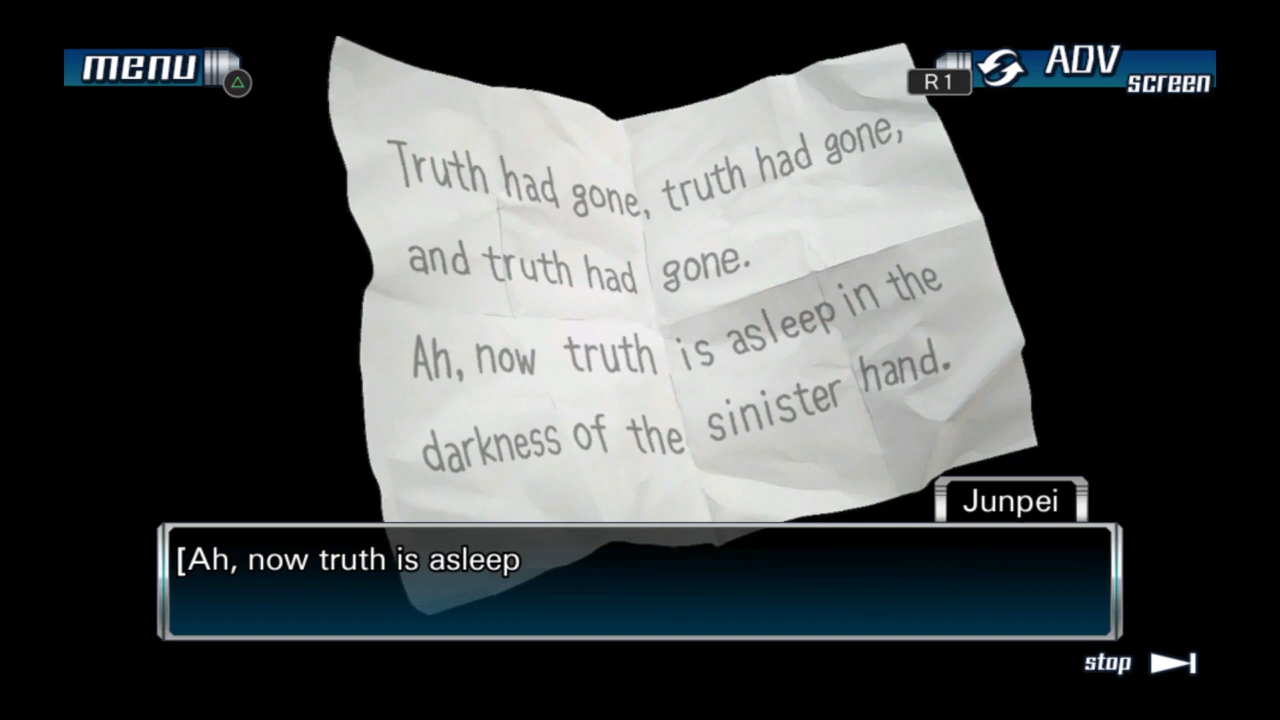 menu
R1
ADV
screen
Truth had gone, truth had gone,
and truth had gone.
Ah, now truth is asleep in the
darkness of the sinister hand.
Junpei
[Ah, now truth is asleep
stop